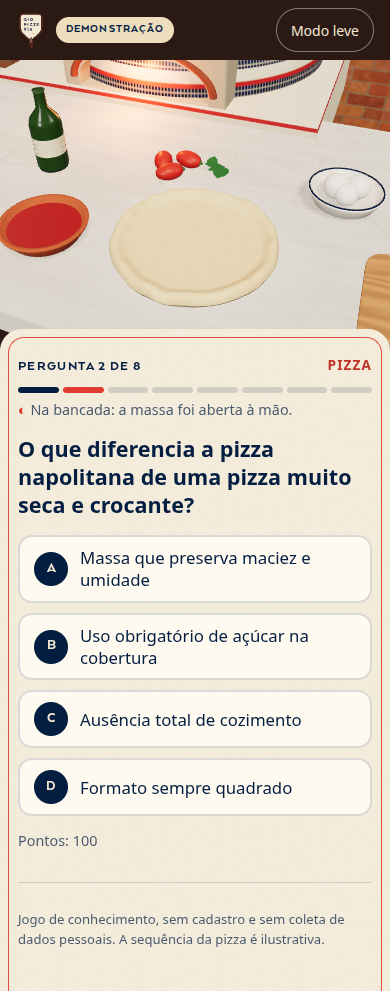 GIO
PIZZE
RIA
DEMONSTRAÇÃO
Modo leve
PERGUNTA 2 DE 8
PIZZA
Na bancada: a massa foi aberta à mão.
O que diferencia a pizza
napolitana de uma pizza muito
seca e crocante?
A
Massa que preserva maciez e
umidade
B
Uso obrigatório de açúcar na
cobertura
C
Ausência total de cozimento
D
Formato sempre quadrado
Pontos: 100
Jogo de conhecimento, sem cadastro e sem coleta de
dados pessoais. A sequência da pizza é ilustrativa.